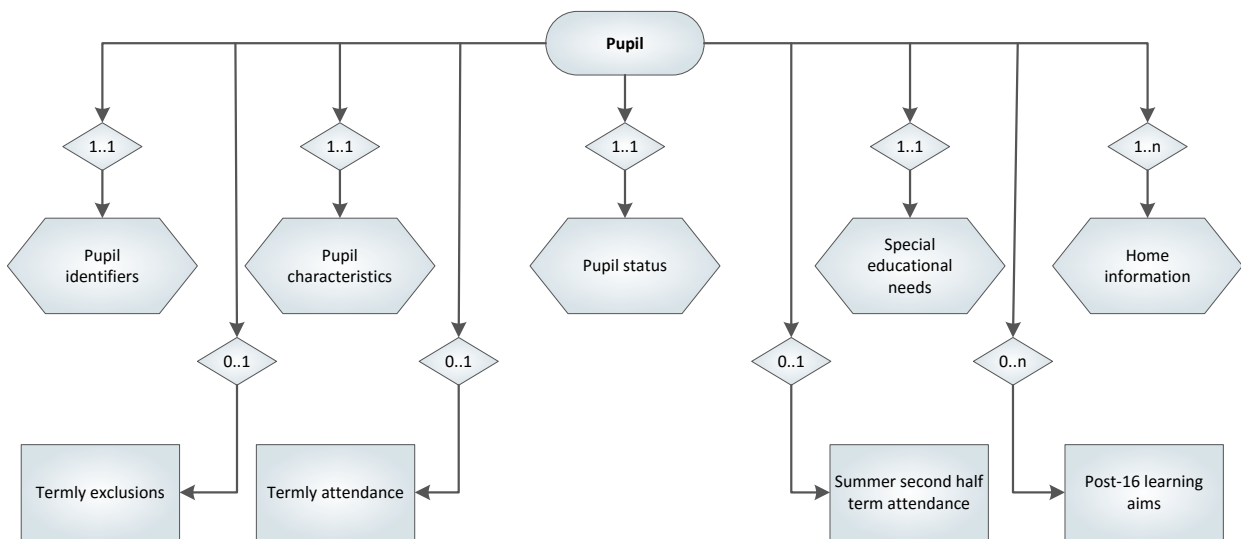 Pupil
1..1
1..1
1..1
1..1
1..n
Pupil
identifiers
Pupil
characteristics
Pupil status
Special
educational
needs
Home
information
0..1
0..1
0..1
0..n
Termly exclusions
Termly attendance
Summer second half
term attendance
Post-16 learning
aims